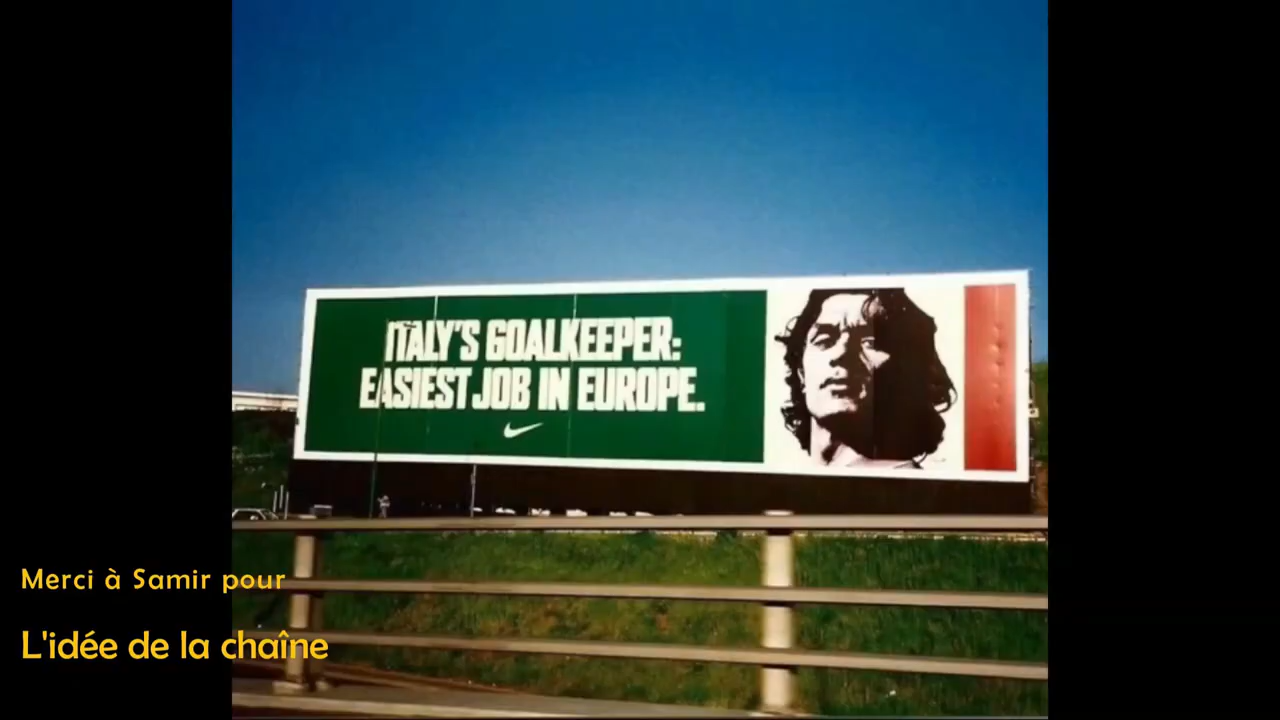 ITALY'S GOALKEEPER:
EASIEST JOB IN EUROPE.
Merci à Samir pour
L'idée de la chaîne